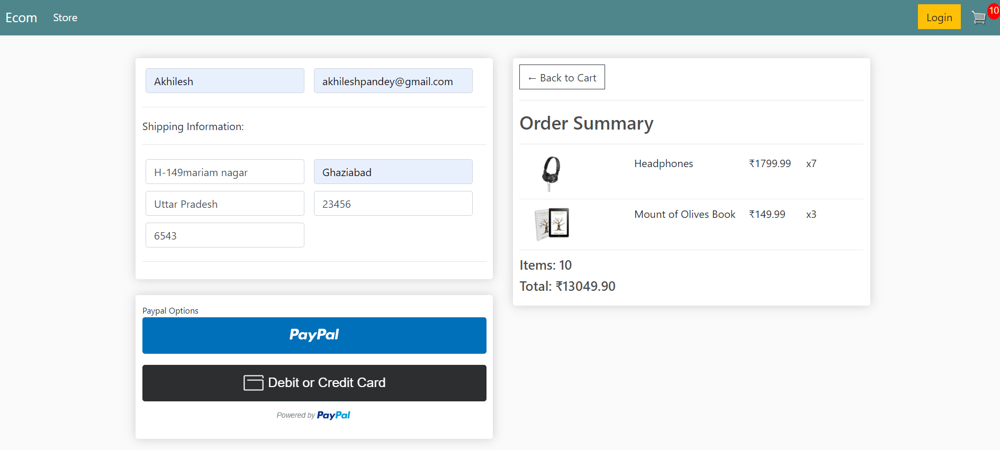 Ecom Store Login 10
Akhilesh akhileshpandey@gmail.com
Shipping Information:
H-149mariam nagar Ghaziabad
Uttar Pradesh 23456
6543
Paypal Options
PayPal
Debit or Credit Card
Powered by PayPal
← Back to Cart
Order Summary
Headphones ₹1799.99 x7
Mount of Olives Book ₹149.99 x3
Items: 10
Total: ₹13049.90